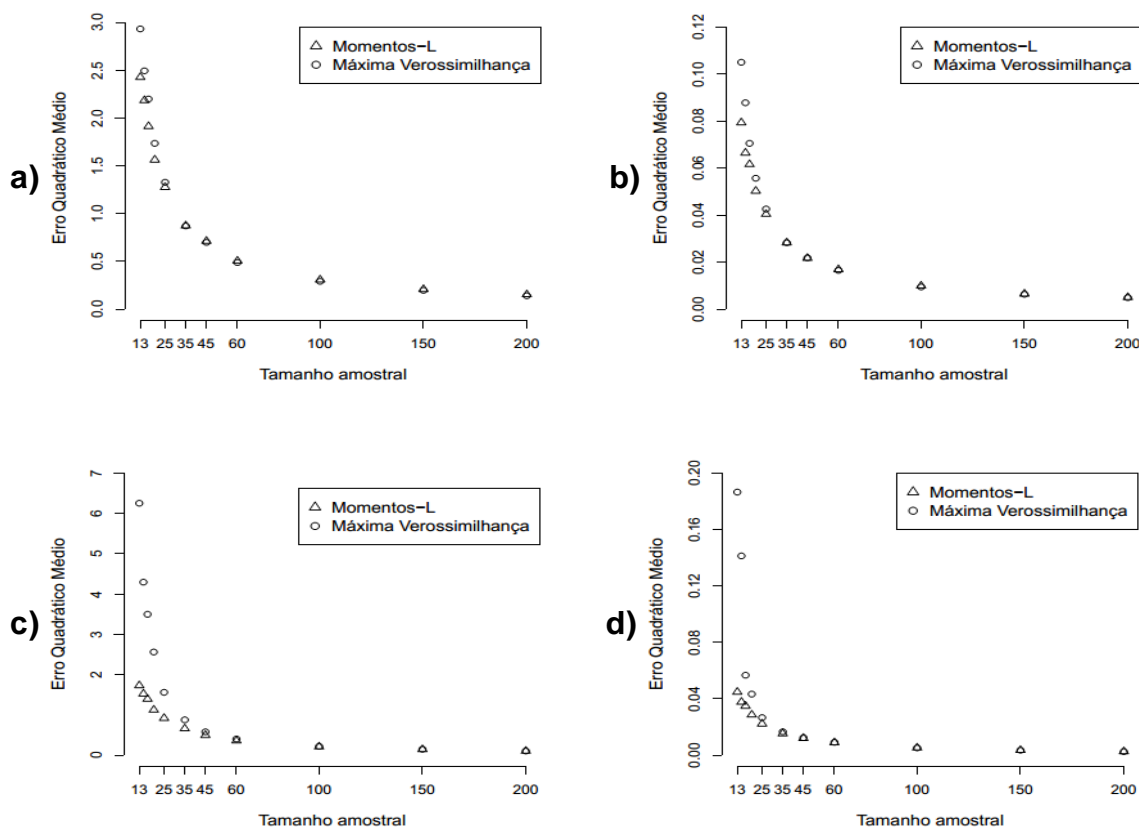 a)
Erro Quadrático Médio
3.0
2.5
2.0
1.5
1.0
0.5
0.0
Momentos−L
Máxima Verossimilhança
13 25 35 45 60 100 150 200
Tamanho amostral
b)
Erro Quadrático Médio
0.12
0.10
0.08
0.06
0.04
0.02
0.00
Momentos−L
Máxima Verossimilhança
13 25 35 45 60 100 150 200
Tamanho amostral
c)
Erro Quadrático Médio
7
6
5
4
3
2
1
0
Momentos−L
Máxima Verossimilhança
13 25 35 45 60 100 150 200
Tamanho amostral
d)
Erro Quadrático Médio
0.20
0.16
0.12
0.08
0.04
0.00
Momentos−L
Máxima Verossimilhança
13 25 35 45 60 100 150 200
Tamanho amostral